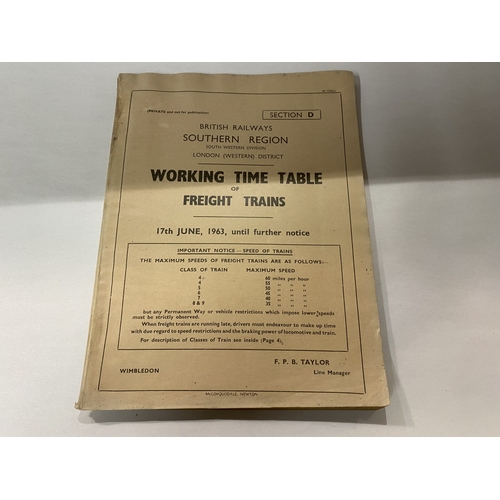 (PRIVATE and not for publication)
SECTION D
BRITISH RAILWAYS
SOUTHERN REGION
SOUTH WESTERN DIVISION
LONDON (WESTERN) DISTRICT
WORKING TIME TABLE
OF
FREIGHT TRAINS
17th JUNE, 1963, until further notice
IMPORTANT NOTICE—SPEED OF TRAINS
THE MAXIMUM SPEEDS OF FREIGHT TRAINS ARE AS FOLLOWS:—
CLASS OF TRAIN MAXIMUM SPEED
4+ 60 miles per hour
4 55 " " "
5 50 " " "
6 45 " " "
7 40 " " "
8 & 9 35 " " "
but any Permanent Way or vehicle restrictions which impose lower speeds
must be strictly observed.
When freight trains are running late, drivers must endeavour to make up time
with due regard to speed restrictions and the braking power of locomotive and train.
For description of Classes of Train see inside (Page 4).
F. P. B. TAYLOR
WIMBLEDON Line Manager
McCORQUODALE, NEWTON